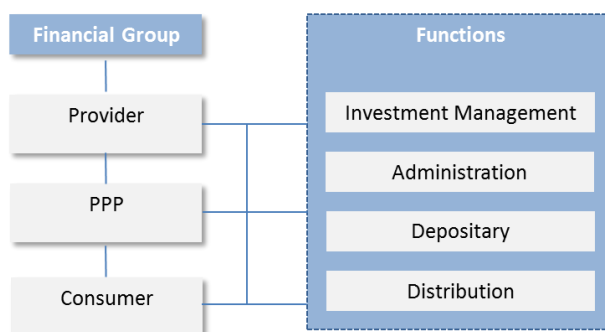 Financial Group
Provider
PPP
Consumer
Functions
Investment Management
Administration
Depositary
Distribution